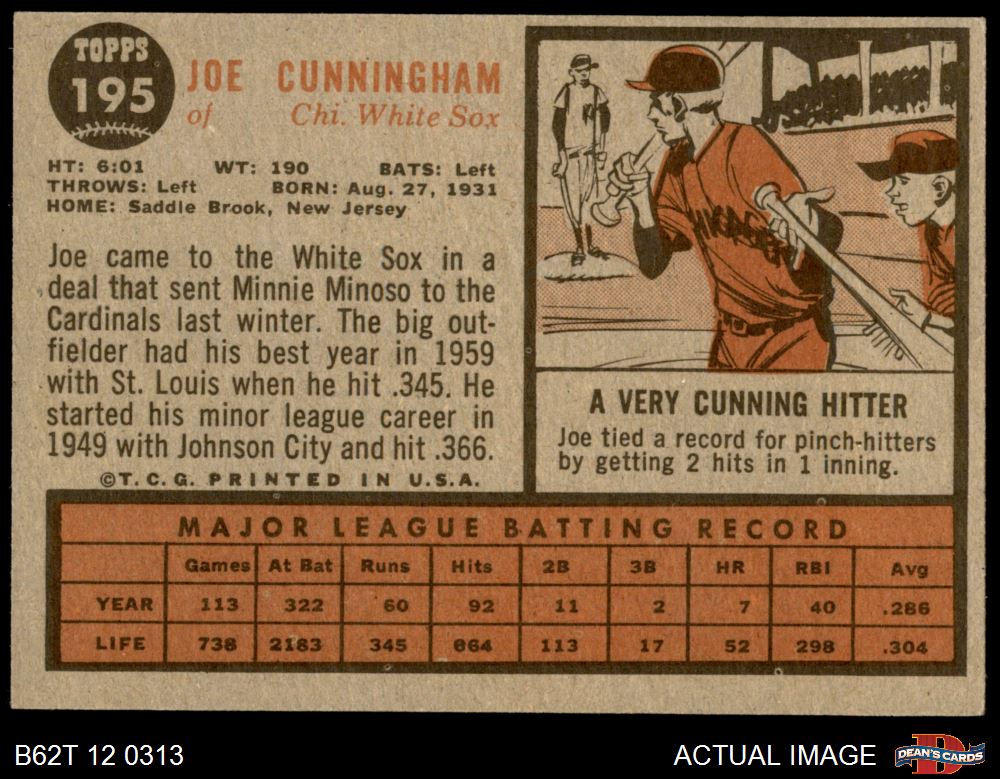 TOPPS
195
JOE CUNNINGHAM
of Chi. White Sox
HT: 6:01 WT: 190 BATS: Left
THROWS: Left BORN: Aug. 27, 1931
HOME: Saddle Brook, New Jersey
Joe came to the White Sox in a
deal that sent Minnie Minoso to the
Cardinals last winter. The big out-
fielder had his best year in 1959
with St. Louis when he hit .345. He
started his minor league career in
1949 with Johnson City and hit .366.
©T.C.G. PRINTED IN U.S.A.
A VERY CUNNING HITTER
Joe tied a record for pinch-hitters
by getting 2 hits in 1 inning.
MAJOR LEAGUE BATTING RECORD
Games At Bat Runs Hits 2B 3B HR RBI Avg
YEAR 113 322 60 92 11 2 7 40 .286
LIFE 738 2183 345 664 113 17 52 298 .304
B62T 12 0313
ACTUAL IMAGE
DEAN'S CARDS